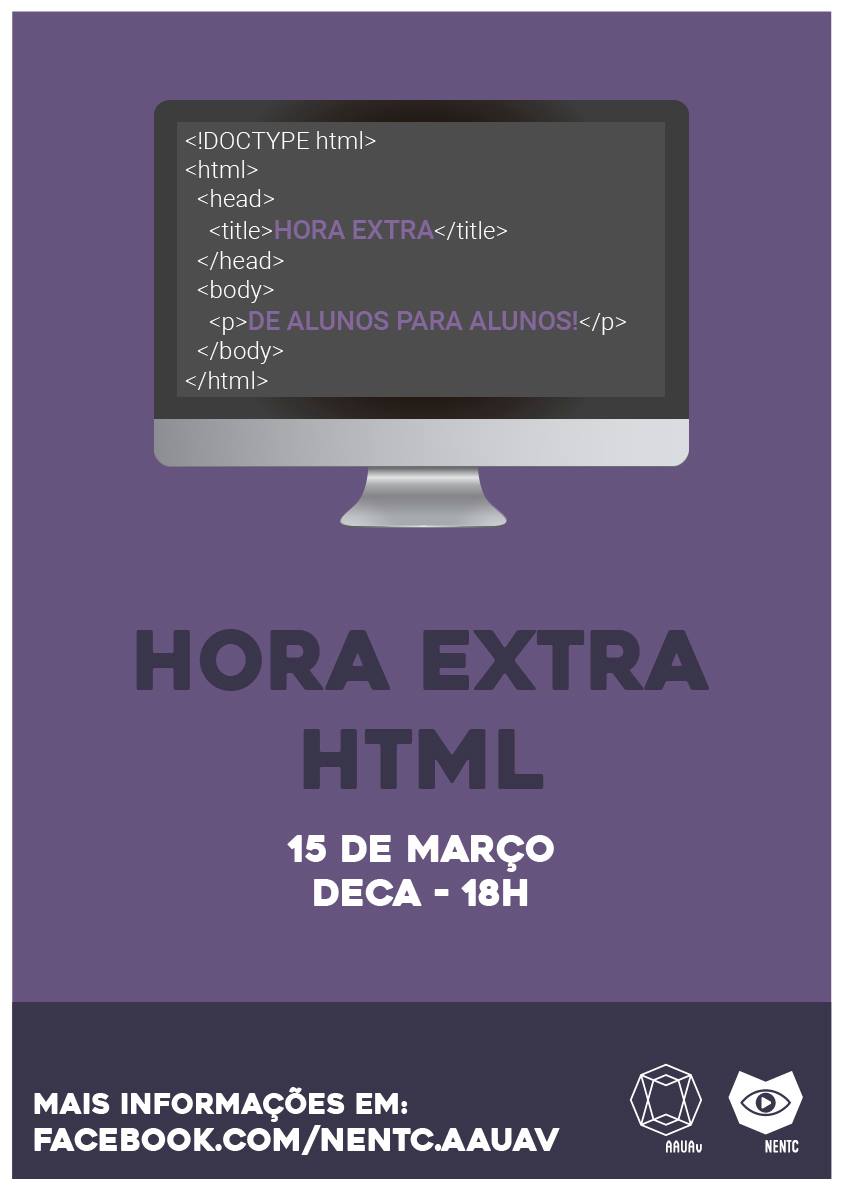 <!DOCTYPE html>
<html>
<head>
<title>HORA EXTRA</title>
</head>
<body>
<p>DE ALUNOS PARA ALUNOS!</p>
</body>
</html>
HORA EXTRA
HTML
15 DE MARÇO
DECA - 18H
MAIS INFORMAÇÕES EM:
FACEBOOK.COM/NENTC.AAUAV
AAUAv
NENTC